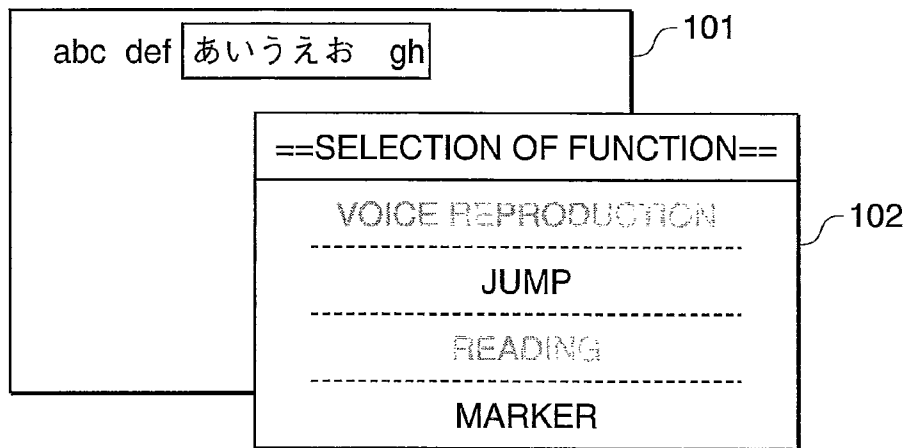 abc def あいうえお gh
101
==SELECTION OF FUNCTION==
VOICE REPRODUCTION
102
JUMP
READING
MARKER